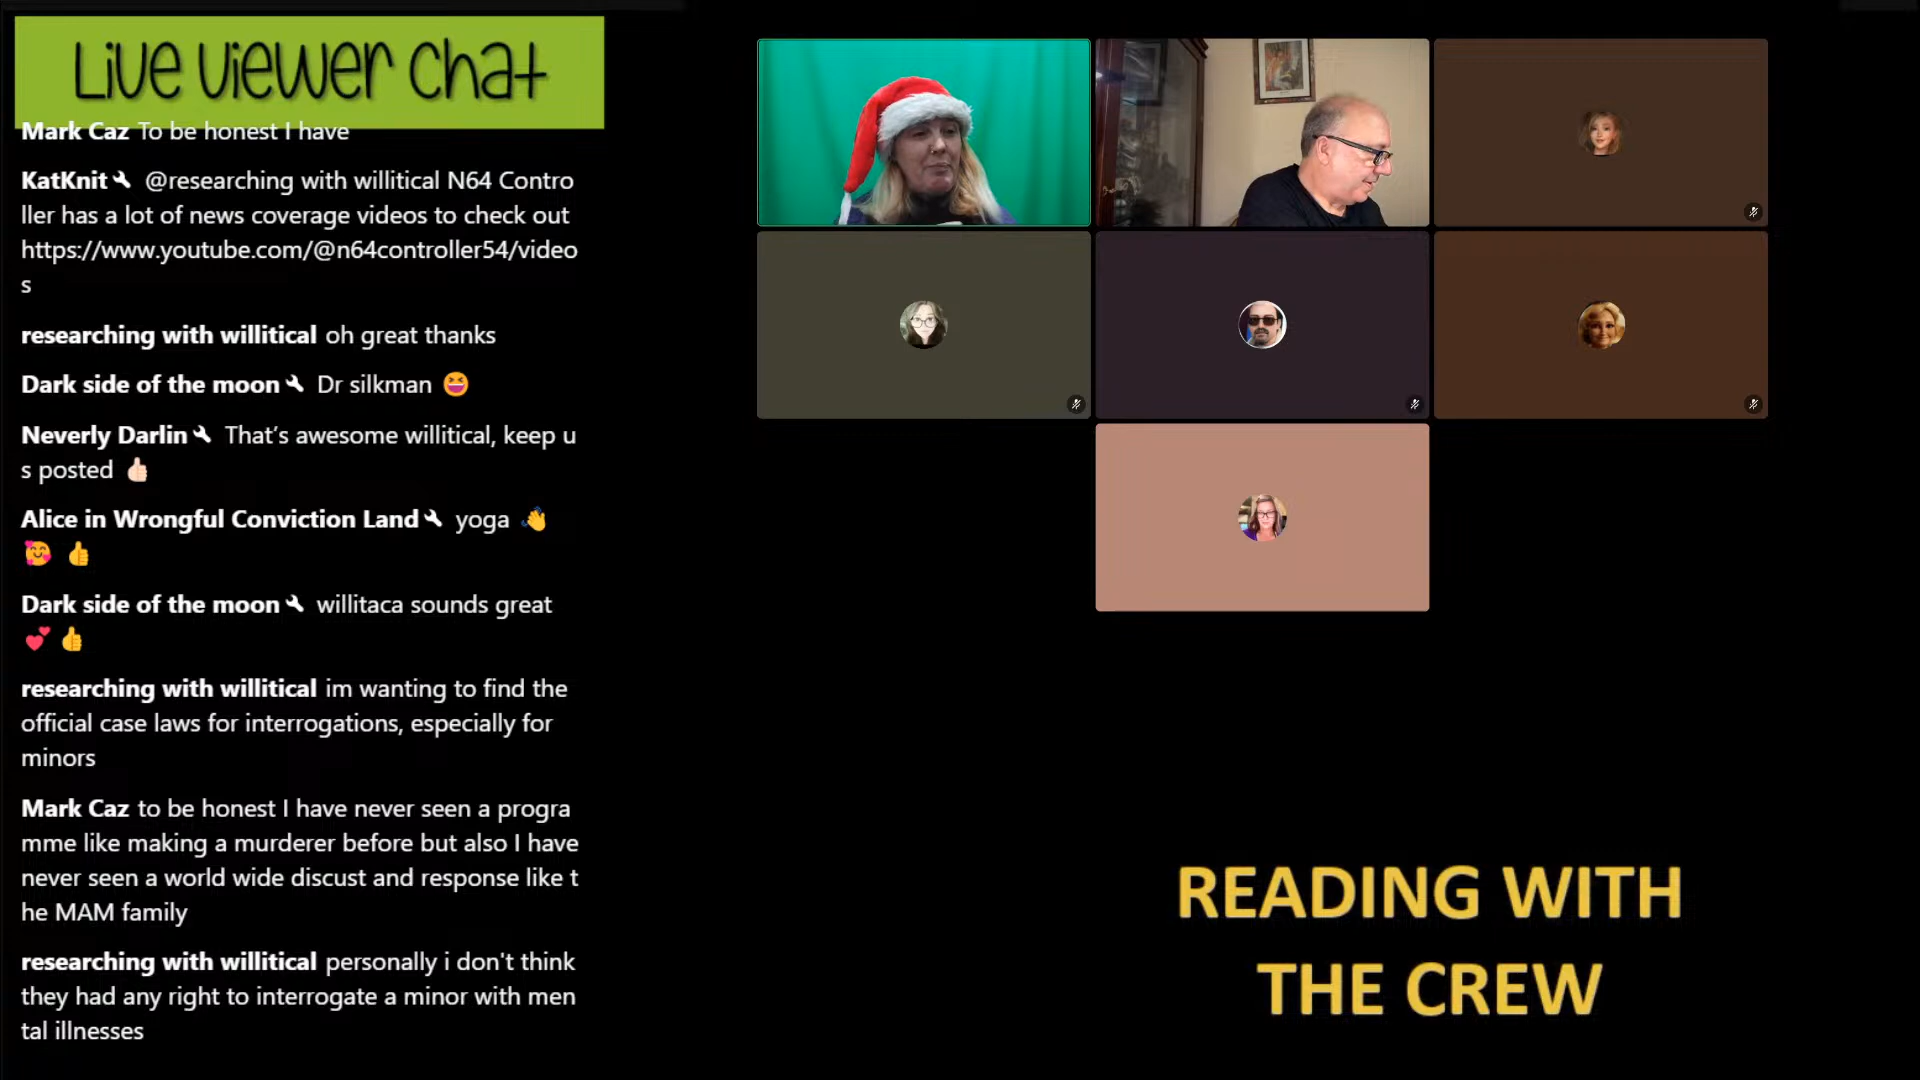 Live Viewer Chat
Mark Caz To be honest I have
KatKnit @researching with willitical N64 Contro
ller has a lot of news coverage videos to check out
https://www.youtube.com/@n64controller54/video
s
researching with willitical oh great thanks
Dark side of the moon Dr silkman 😆
Neverly Darlin That’s awesome willitical, keep u
s posted 👍🏻
Alice in Wrongful Conviction Land yoga 👋
🥰 👍
Dark side of the moon willitaca sounds great
💕 👍
researching with willitical im wanting to find the
official case laws for interrogations, especially for
minors
Mark Caz to be honest I have never seen a progra
mme like making a murderer before but also I have
never seen a world wide discust and response like t
he MAM family
researching with willitical personally i don't think
they had any right to interrogate a minor with men
tal illnesses
READING WITH
THE CREW